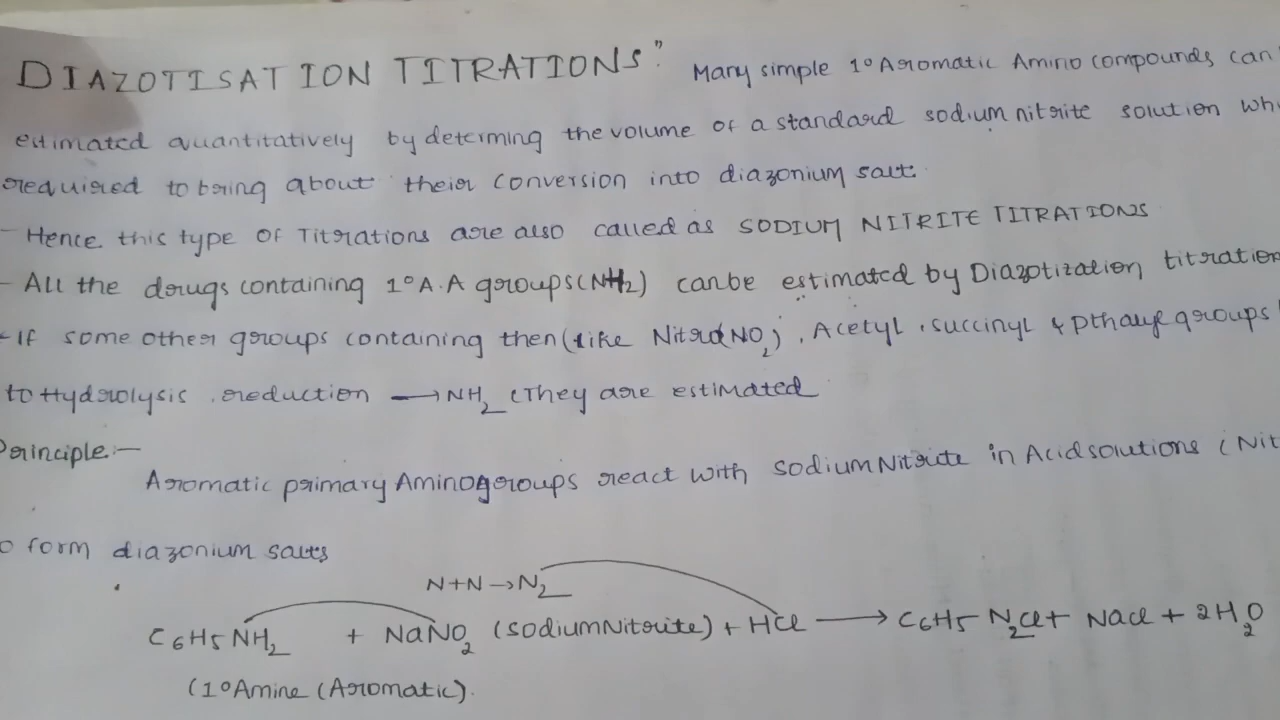 DIAZOTISATION TITRATIONS" Many simple 1° Aromatic Amino compounds can
estimated quantitatively by determing the volume of a standard sodium nitrite solution
required to bring about their conversion into diazonium salt.
- Hence this type of Titrations are also called as SODIUM NITRITE TITRATIONS
- All the drugs containing 1° A.A groups (NH2) can be estimated by Diazotization titration
- If some other groups containing then (like Nitro (NO2), Acetyl, succinyl & groups
to Hydrolysis, reduction → NH2 (They are estimated
Principle:-
Aromatic primary Amino groups react with sodium Nitrite in Acid solutions (Nit
o form diazonium salts
N+N → N2
C6H5NH2 + NaNO2 (sodium Nitrite) + HCl → C6H5 N2Cl + NaCl + 2H2O
(1° Amine (Aromatic).